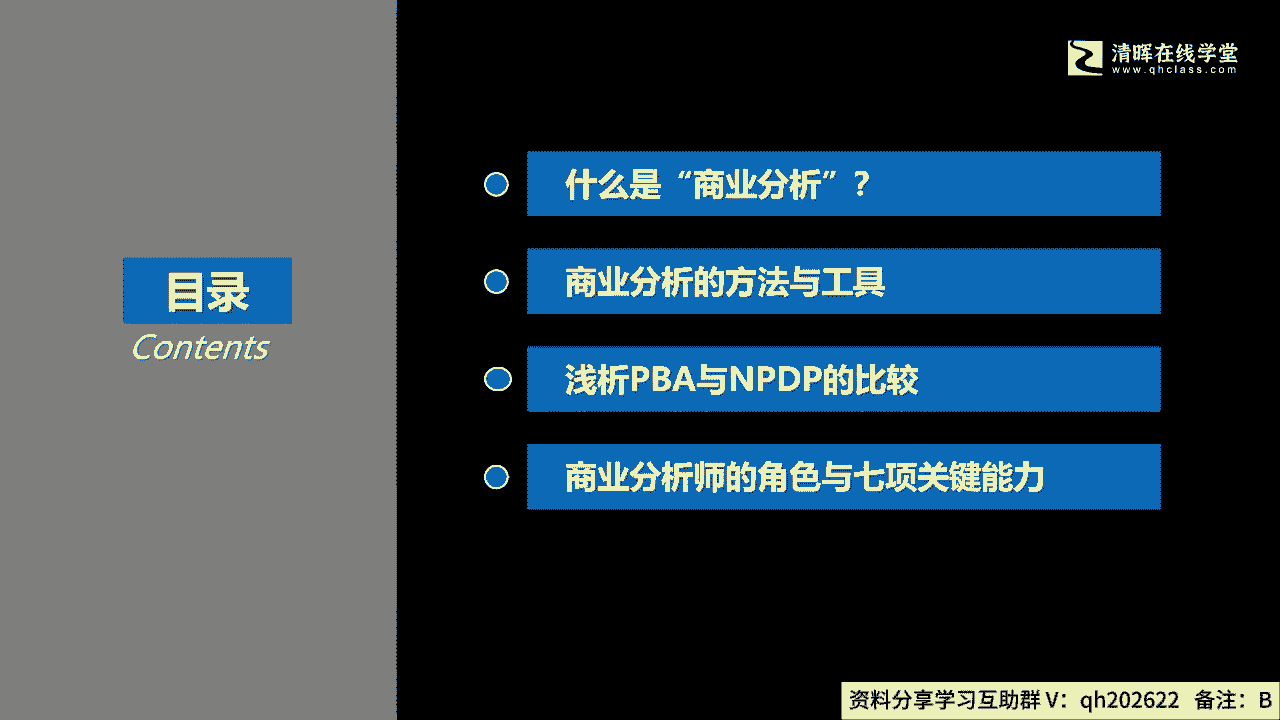 清晖在线学堂
www.qhclass.com
目录
Contents
什么是“商业分析”？
商业分析的方法与工具
浅析PBA与NPDP的比较
商业分析师的角色与七项关键能力
资料分享学习互助群 V：qh202622 备注：B